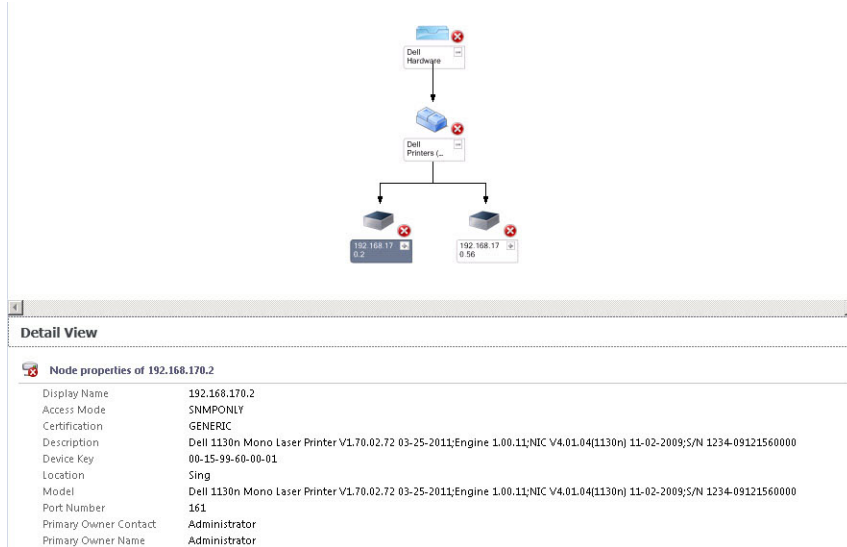 Dell
Hardware
Dell
Printers (...
192.168.17
0.2
192.168.17
0.56
Detail View
Node properties of 192.168.170.2
Display Name 192.168.170.2
Access Mode SNMPONLY
Certification GENERIC
Description Dell 1130n Mono Laser Printer V1.70.02.72 03-25-2011;Engine 1.00.11;NIC V4.01.04(1130n) 11-02-2009;S/N 1234-09121560000
Device Key 00-15-99-60-00-01
Location Sing
Model Dell 1130n Mono Laser Printer V1.70.02.72 03-25-2011;Engine 1.00.11;NIC V4.01.04(1130n) 11-02-2009;S/N 1234-09121560000
Port Number 161
Primary Owner Contact Administrator
Primary Owner Name Administrator